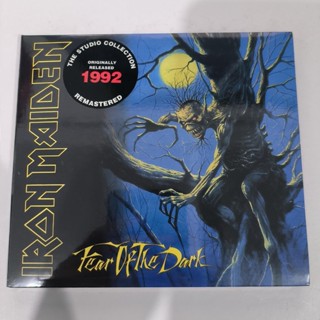 IRON MAIDEN
THE STUDIO COLLECTION
ORIGINALLY
RELEASED
1992
REMASTERED
Fear Of The Dark